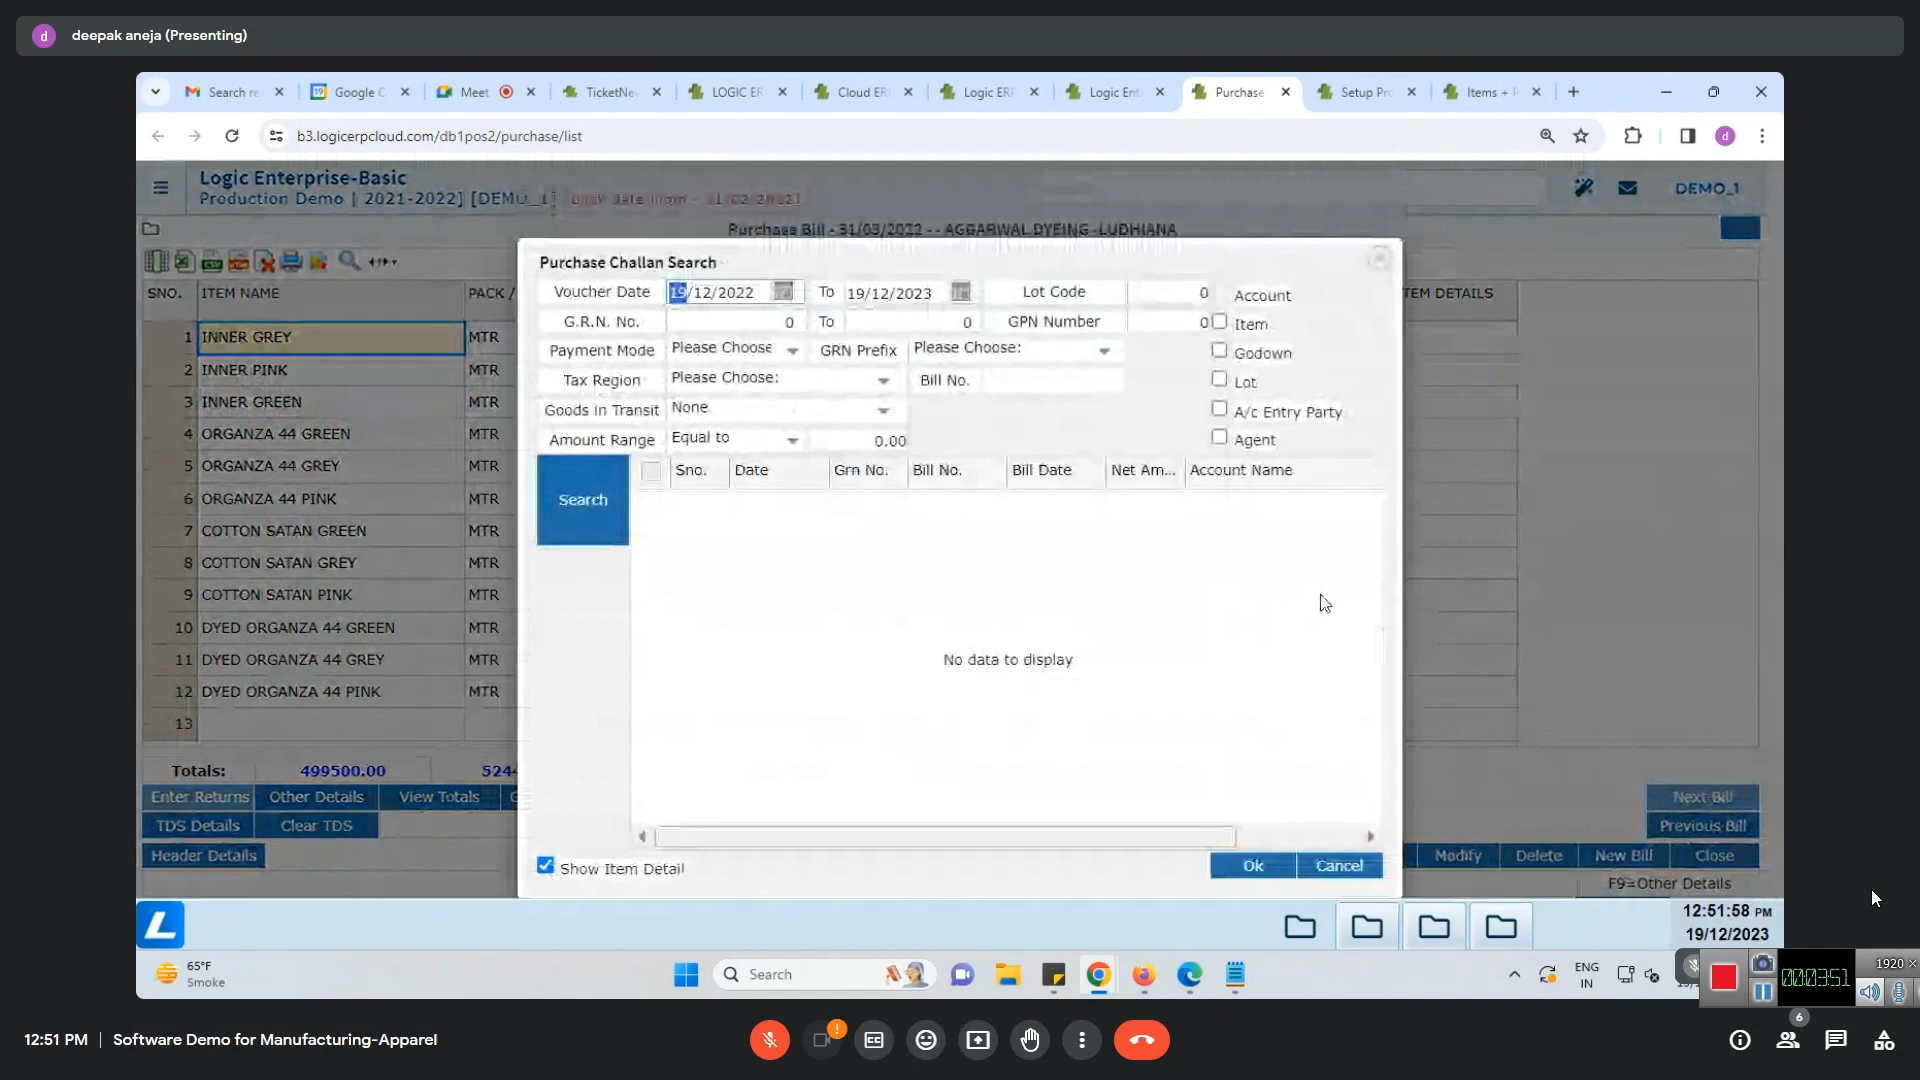 d deepak aneja (Presenting)
Search re
Google C
Meet
TicketNe
LOGIC ER
Cloud ER
Logic ERP
Logic Ent
Purchase
Setup Pro
Items + P
b3.logicerpcloud.com/db1pos2/purchase/list
d
Logic Enterprise-Basic
Production Demo | 2021-2022] [DEMO_1]
DEMO_1
Purchase Bill - 31/03/2022 -- AGGARWAL DYEING -LUDHIANA
SNO. ITEM NAME PACK / TEM DETAILS
1 INNER GREY MTR
2 INNER PINK MTR
3 INNER GREEN MTR
4 ORGANZA 44 GREEN MTR
5 ORGANZA 44 GREY MTR
6 ORGANZA 44 PINK MTR
7 COTTON SATAN GREEN MTR
8 COTTON SATAN GREY MTR
9 COTTON SATAN PINK MTR
10 DYED ORGANZA 44 GREEN MTR
11 DYED ORGANZA 44 GREY MTR
12 DYED ORGANZA 44 PINK MTR
13
Totals: 499500.00 524
Enter Returns Other Details View Totals
TDS Details Clear TDS
Header Details
Purchase Challan Search
Voucher Date 19/12/2022 To 19/12/2023 Lot Code 0 Account
G.R.N. No. 0 To 0 GPN Number 0 Item
Payment Mode Please Choose GRN Prefix Please Choose: Godown
Tax Region Please Choose: Bill No. Lot
Goods in Transit None A/c Entry Party
Amount Range Equal to 0.00 Agent
Sno. Date Grn No. Bill No. Bill Date Net Am... Account Name
Search
No data to display
Show Item Detail Ok Cancel
Next Bill
Previous Bill
Modify Delete New Bill Close
F9=Other Details
L
12:51:58 PM
19/12/2023
65°F
Smoke
Search
ENG
IN
1920 ×
00:03:51
12:51 PM | Software Demo for Manufacturing-Apparel
6